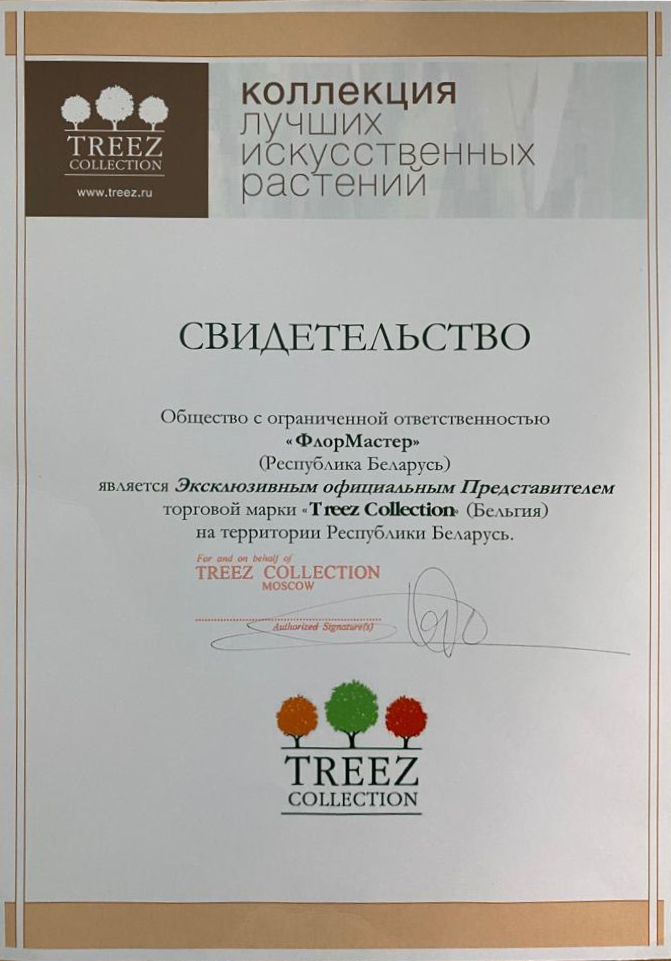 TREEZ
COLLECTION
www.treez.ru
коллекция
лучших
искусственных
растений
СВИДЕТЕЛЬСТВО
Общество с ограниченной ответственностью
«ФлорМастер»
(Республика Беларусь)
является Эксклюзивным официальным Представителем
торговой марки «Treez Collection» (Бельгия)
на территории Республики Беларусь.
For and on behalf of
TREEZ COLLECTION
MOSCOW
Authorized Signature(s)
TREEZ
COLLECTION